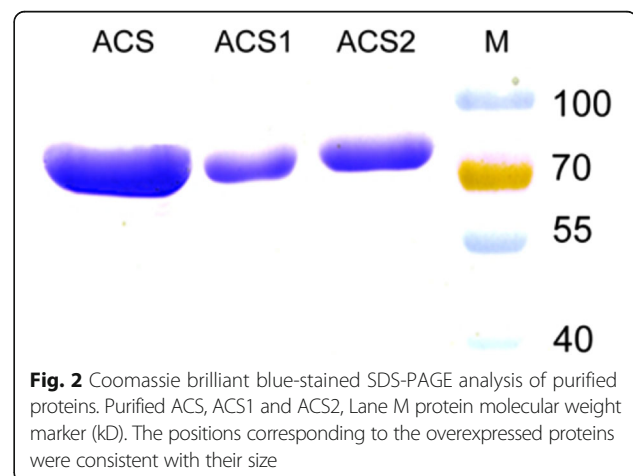 ACS ACS1 ACS2 M
100
70
55
40
Fig. 2 Coomassie brilliant blue-stained SDS-PAGE analysis of purified
proteins. Purified ACS, ACS1 and ACS2, Lane M protein molecular weight
marker (kD). The positions corresponding to the overexpressed proteins
were consistent with their size